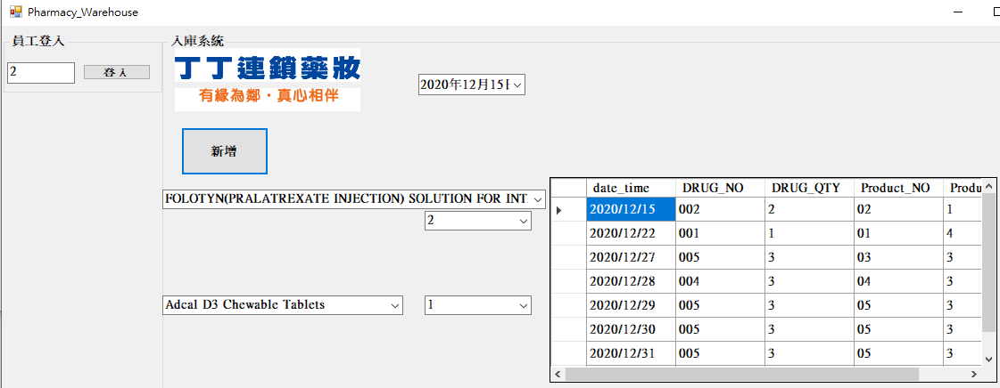 Pharmacy_Warehouse
員工登入
2
登入
入庫系統
丁丁連鎖藥妝
有緣為鄰・真心相伴
2020年12月15日
新增
FOLOTYN(PRALATREXATE INJECTION) SOLUTION FOR INT
2
Adcal D3 Chewable Tablets
1
date_time DRUG_NO DRUG_QTY Product_NO Produ
2020/12/15 002 2 02 1
2020/12/22 001 1 01 4
2020/12/27 005 3 03 3
2020/12/28 004 3 04 3
2020/12/29 005 3 05 3
2020/12/30 005 3 05 3
2020/12/31 005 3 05 3